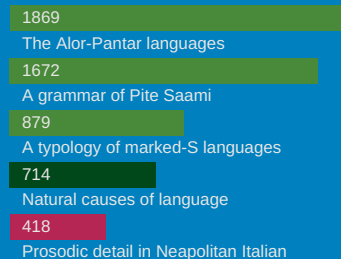 1869
The Alor-Pantar languages
1672
A grammar of Pite Saami
879
A typology of marked-S languages
714
Natural causes of language
418
Prosodic detail in Neapolitan Italian